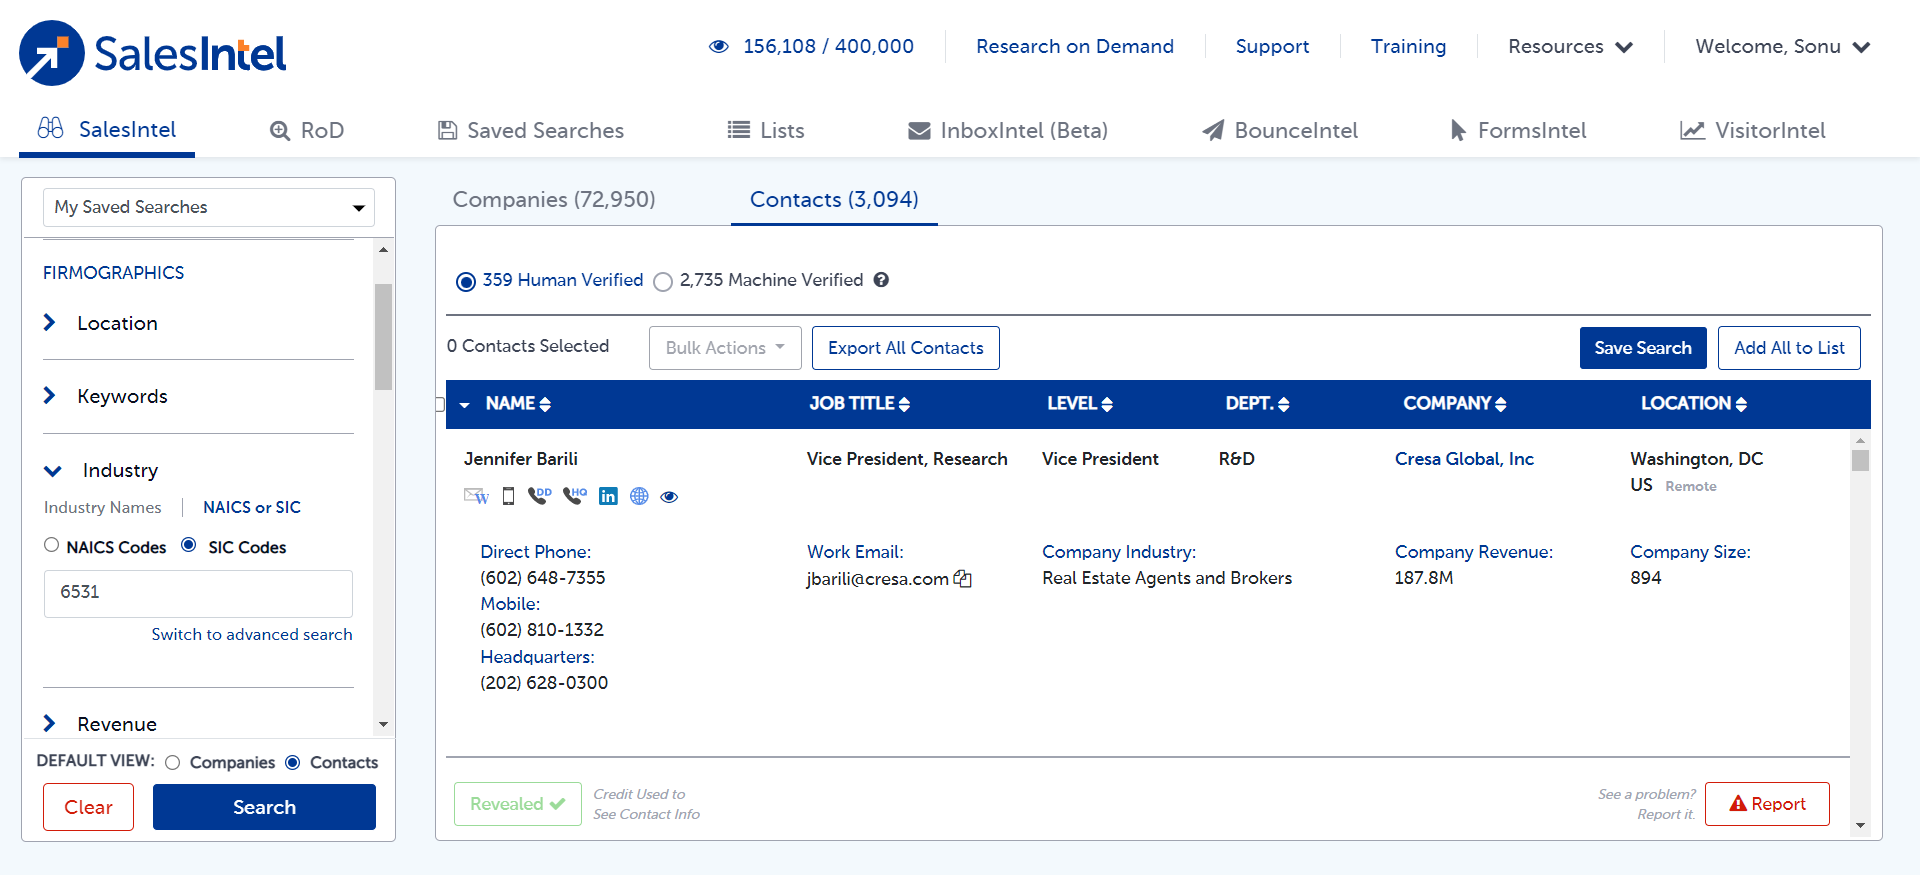 SalesIntel
156,108 / 400,000
Research on Demand
Support
Training
Resources
Welcome, Sonu
SalesIntel
RoD
Saved Searches
Lists
InboxIntel (Beta)
BounceIntel
FormsIntel
VisitorIntel
My Saved Searches
FIRMOGRAPHICS
Location
Keywords
Industry
Industry Names
NAICS or SIC
NAICS Codes
SIC Codes
6531
Switch to advanced search
Revenue
DEFAULT VIEW:
Companies
Contacts
Clear
Search
Companies (72,950)
Contacts (3,094)
359 Human Verified
2,735 Machine Verified
?
0 Contacts Selected
Bulk Actions
Export All Contacts
Save Search
Add All to List
NAME
JOB TITLE
LEVEL
DEPT.
COMPANY
LOCATION
Jennifer Barili
Vice President, Research
Vice President
R&D
Cresa Global, Inc
Washington, DC
US Remote
W
DD
HQ
in
Direct Phone:
(602) 648-7355
Mobile:
(602) 810-1332
Headquarters:
(202) 628-0300
Work Email:
jbarili@cresa.com
Company Industry:
Real Estate Agents and Brokers
Company Revenue:
187.8M
Company Size:
894
Revealed
Credit Used to
See Contact Info
See a problem?
Report it.
Report